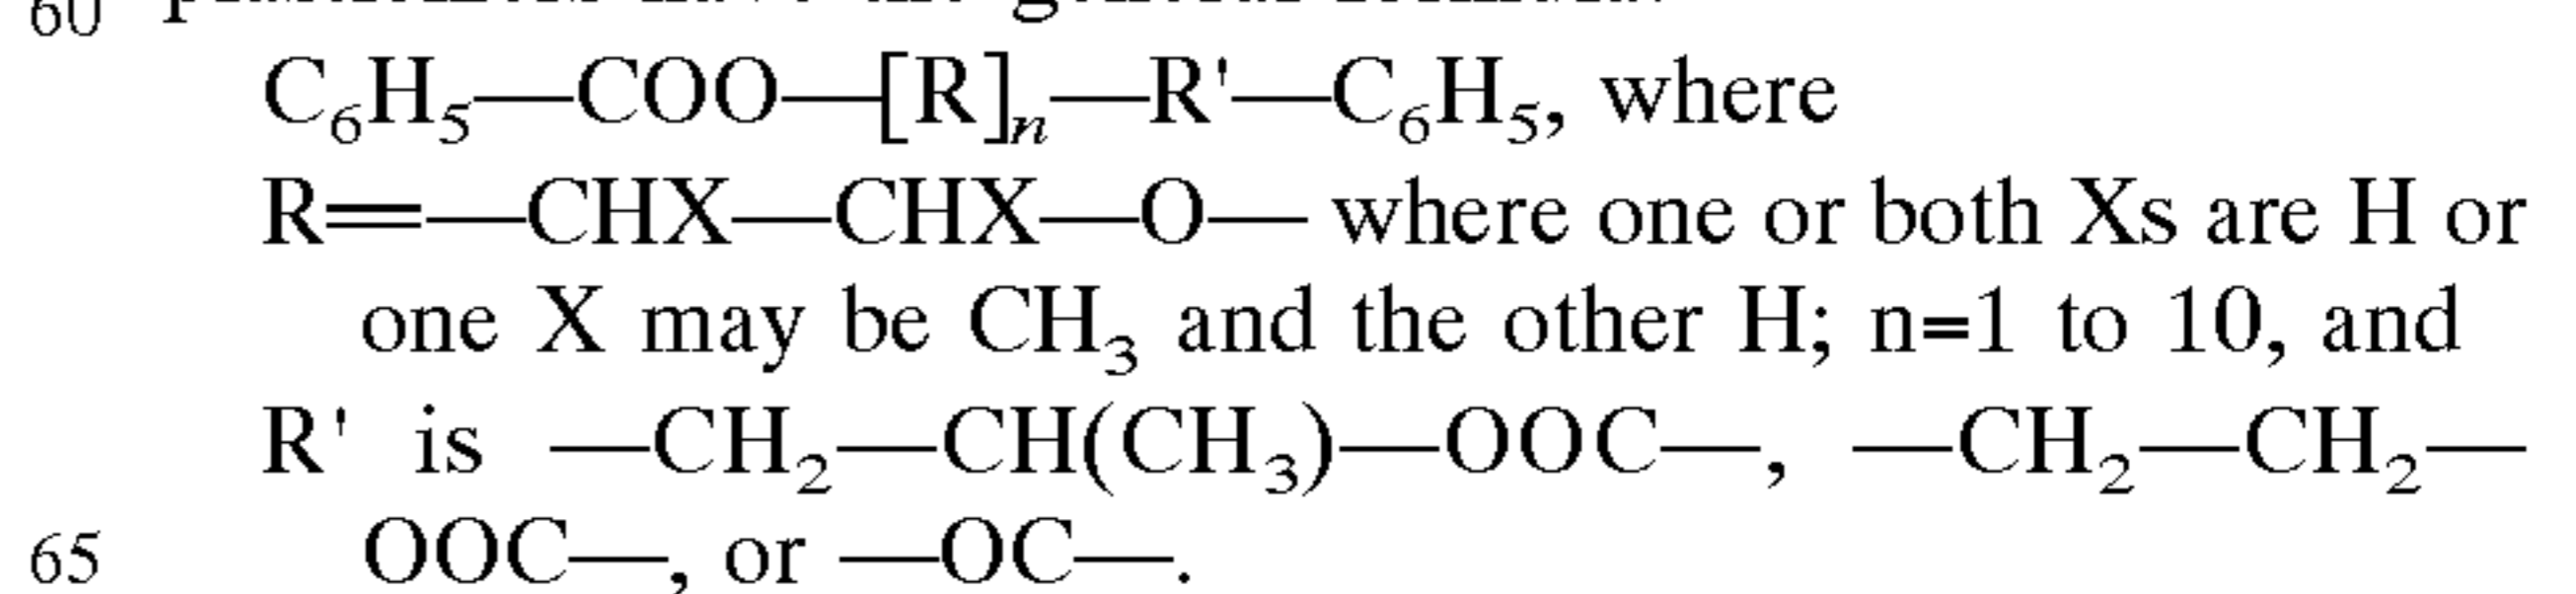 60
C₆H₅—COO—[R]ₙ—R'—C₆H₅, where
R=—CHX—CHX—O— where one or both Xs are H or
one X may be CH₃ and the other H; n=1 to 10, and
R' is —CH₂—CH(CH₃)—OOC—, —CH₂—CH₂—
65 OOC—, or —OC—.